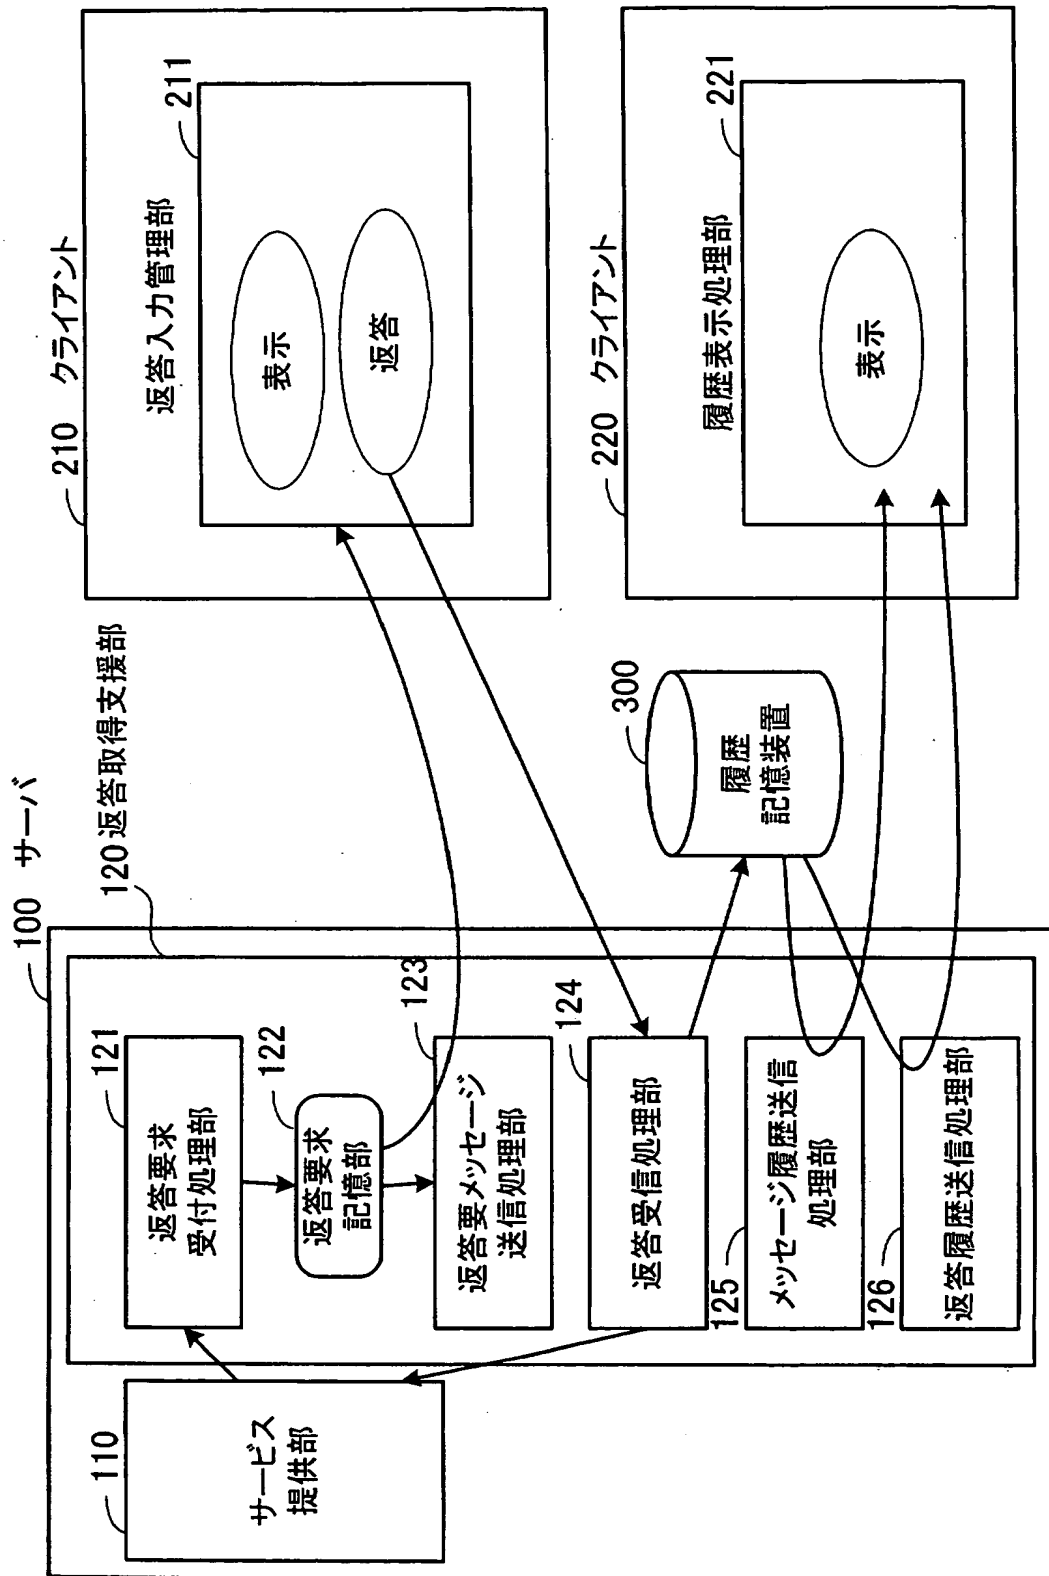 100 サーバ
110
サービス
提供部
120 返答取得支援部
121
返答要求
受付処理部
122
返答要求
記憶部
123
返答要メッセージ
送信処理部
124
返答受信処理部
125
メッセージ履歴送信
処理部
126
返答履歴送信処理部
300
履歴
記憶装置
210 クライアント
返答入力管理部
211
表示
返答
220 クライアント
履歴表示処理部
221
表示